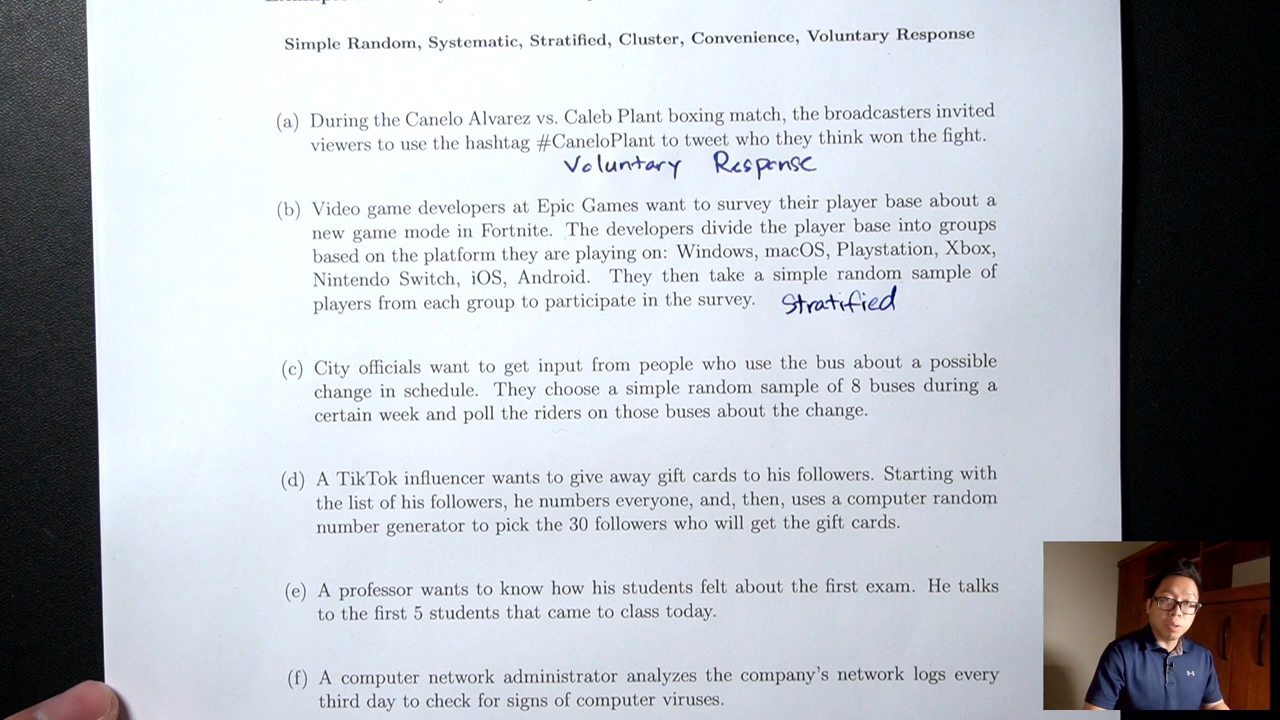 Simple Random, Systematic, Stratified, Cluster, Convenience, Voluntary Response
(a) During the Canelo Alvarez vs. Caleb Plant boxing match, the broadcasters invited
viewers to use the hashtag #CaneloPlant to tweet who they think won the fight.
Voluntary Response
(b) Video game developers at Epic Games want to survey their player base about a
new game mode in Fortnite. The developers divide the player base into groups
based on the platform they are playing on: Windows, macOS, Playstation, Xbox,
Nintendo Switch, iOS, Android. They then take a simple random sample of
players from each group to participate in the survey. Stratified
(c) City officials want to get input from people who use the bus about a possible
change in schedule. They choose a simple random sample of 8 buses during a
certain week and poll the riders on those buses about the change.
(d) A TikTok influencer wants to give away gift cards to his followers. Starting with
the list of his followers, he numbers everyone, and, then, uses a computer random
number generator to pick the 30 followers who will get the gift cards.
(e) A professor wants to know how his students felt about the first exam. He talks
to the first 5 students that came to class today.
(f) A computer network administrator analyzes the company's network logs every
third day to check for signs of computer viruses.